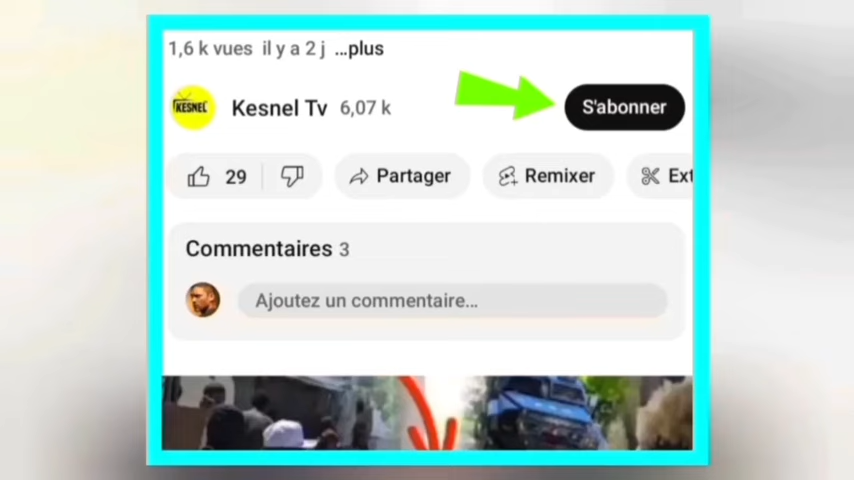 1,6 k vues il y a 2 j ...plus
KESNEL
Kesnel Tv 6,07 k
S'abonner
29
Partager
Remixer
Ext
Commentaires 3
Ajoutez un commentaire...